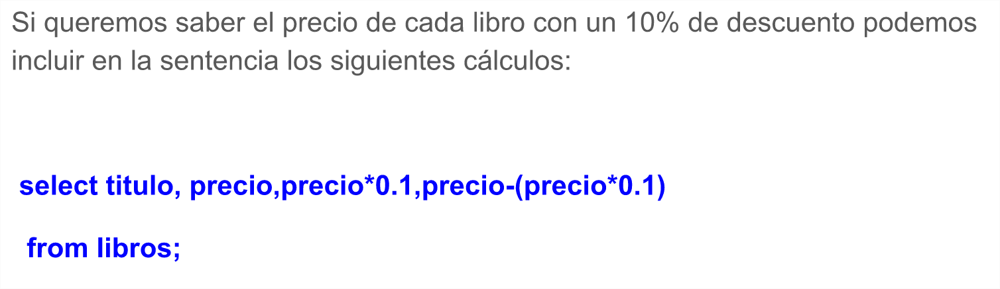 Si queremos saber el precio de cada libro con un 10% de descuento podemos
incluir en la sentencia los siguientes cálculos:
select titulo, precio,precio*0.1,precio-(precio*0.1)
from libros;